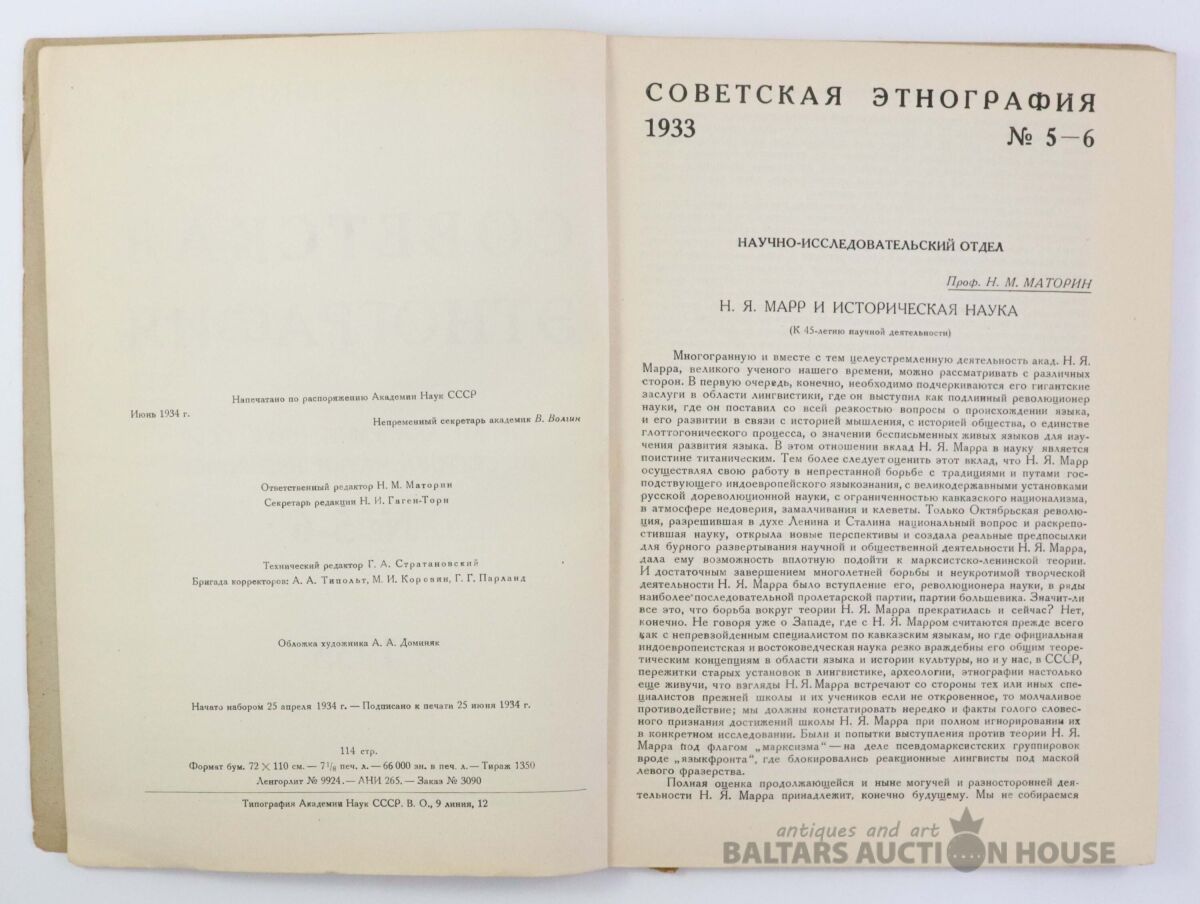 Напечатано по распоряжению Академии Наук СССР
Июнь 1934 г.
Непременный секретарь академик В. Волгин
Ответственный редактор Н. М. Маторин
Секретарь редакции Н. И. Гаген-Торн
Технический редактор Г. А. Стратановский
Бригада корректоров: А. А. Типольт, М. И. Коровин, Г. Г. Парланд
Обложка художника А. А. Доминяк
Начато набором 25 апреля 1934 г. — Подписано к печати 25 июня 1934 г.
114 стр.
Формат бум. 72 × 110 см. — 7 1/8 печ. л. — 66 000 зн. в печ. л. — Тираж 1350
Ленгорлит № 9924. — АНИ 265. — Заказ № 3090
Типография Академии Наук СССР. В. О., 9 линия, 12
СОВЕТСКАЯ ЭТНОГРАФИЯ
1933 № 5—6
НАУЧНО-ИССЛЕДОВАТЕЛЬСКИЙ ОТДЕЛ
Проф. Н. М. МАТОРИН
Н. Я. МАРР И ИСТОРИЧЕСКАЯ НАУКА
(К 45-летию научной деятельности)
Многогранную и вместе с тем целеустремленную деятельность акад. Н. Я.
Марра, великого ученого нашего времени, можно рассматривать с различных
сторон. В первую очередь, конечно, необходимо подчеркиваются его гигантские
заслуги в области лингвистики, где он выступил как подлинный революционер
науки, где он поставил со всей резкостью вопросы о происхождении языка,
и его развитии в связи с историей мышления, с историей общества, о единстве
глоттогонического процесса, о значении бесписьменных живых языков для изу-
чения развития языка. В этом отношении вклад Н. Я. Марра в науку является
поистине титаническим. Тем более следует оценить этот вклад, что Н. Я. Марр
осуществлял свою работу в непрестанной борьбе с традициями и путами гос-
подствующего индоевропейского языкознания, с великодержавными установками
русской дореволюционной науки, с ограниченностью кавказского национализма,
в атмосфере недоверия, замалчивания и клеветы. Только Октябрьская револю-
ция, разрешившая в духе Ленина и Сталина национальный вопрос и раскрепо-
стившая науку, открыла новые перспективы и создала реальные предпосылки
для бурного развертывания научной и общественной деятельности Н. Я. Марра,
дала ему возможность вплотную подойти к марксистско-ленинской теории.
И достаточным завершением многолетней борьбы и неукротимой творческой
деятельности Н. Я. Марра было вступление его, революционера науки, в ряды
наиболее последовательной пролетарской партии, партии большевика. Значит-ли
все это, что борьба вокруг теории Н. Я. Марра прекратилась и сейчас? Нет,
конечно. Не говоря уже о Западе, где с Н. Я. Марром считаются прежде всего
как с непревзойденным специалистом по кавказским языкам, но где официальная
индоевропеистская и востоковедческая наука резко враждебны его общим теоре-
тическим концепциям в области языка и истории культуры, но и у нас, в СССР,
пережитки старых установок в лингвистике, археологии, этнографии настолько
еще живучи, что взгляды Н. Я. Марра встречают со стороны тех или иных спе-
циалистов прежней школы и их учеников если не откровенное, то молчаливое
противодействие; мы должны констатировать нередко и факты голого словес-
ного признания достижений школы Н. Я. Марра при полном игнорировании их
в конкретном исследовании. Были и попытки выступления против теории Н. Я.
Марра под флагом „марксизма“ — на деле псевдомарксистских группировок
вроде „языкфронта“, где блокировались реакционные лингвисты под маской
левого фразерства.
Полная оценка продолжающейся и ныне могучей и разносторонней дея-
тельности Н. Я. Марра принадлежит, конечно будущему. Мы не собираемся
antiques and art
BALTARS AUCTION HOUSE